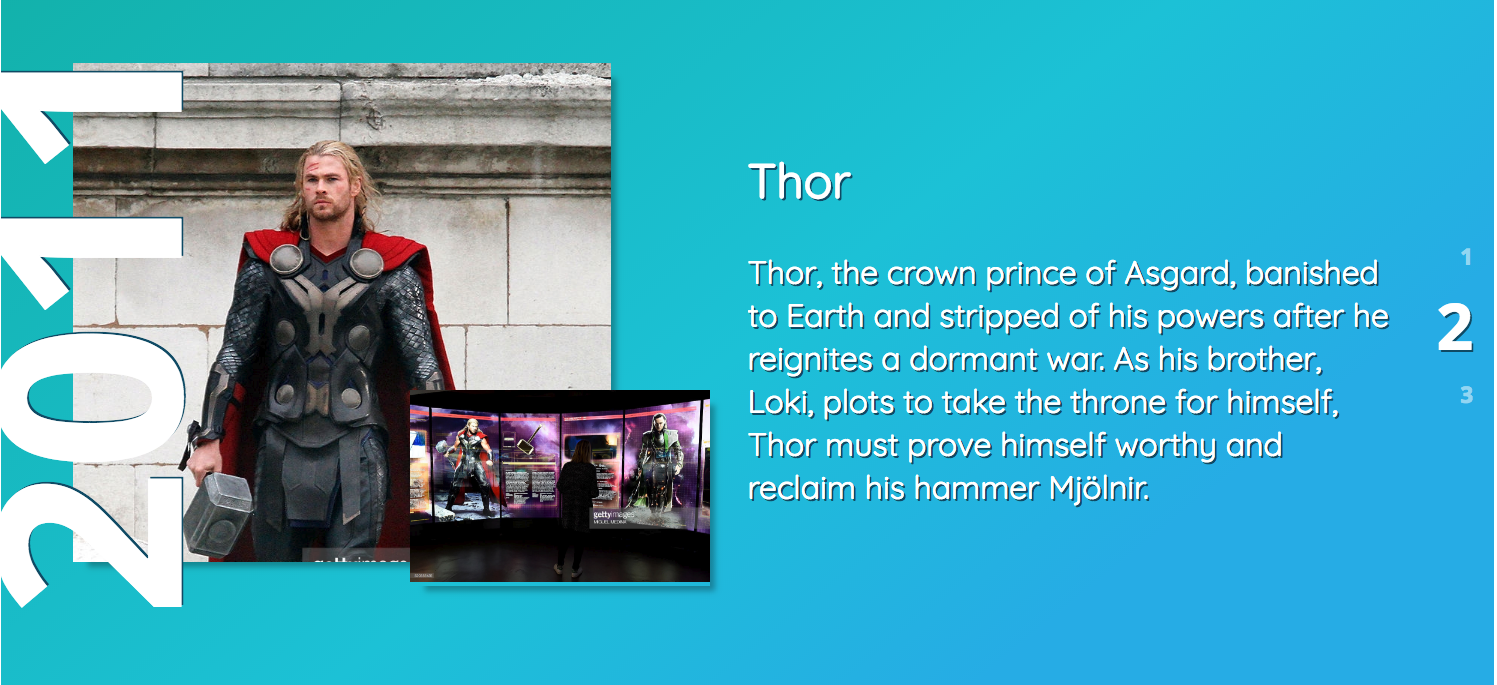 2011
Thor
Thor, the crown prince of Asgard, banished
to Earth and stripped of his powers after he
reignites a dormant war. As his brother,
Loki, plots to take the throne for himself,
Thor must prove himself worthy and
reclaim his hammer Mjölnir.
1
2
3
gettyimages
MIGUEL MEDINA